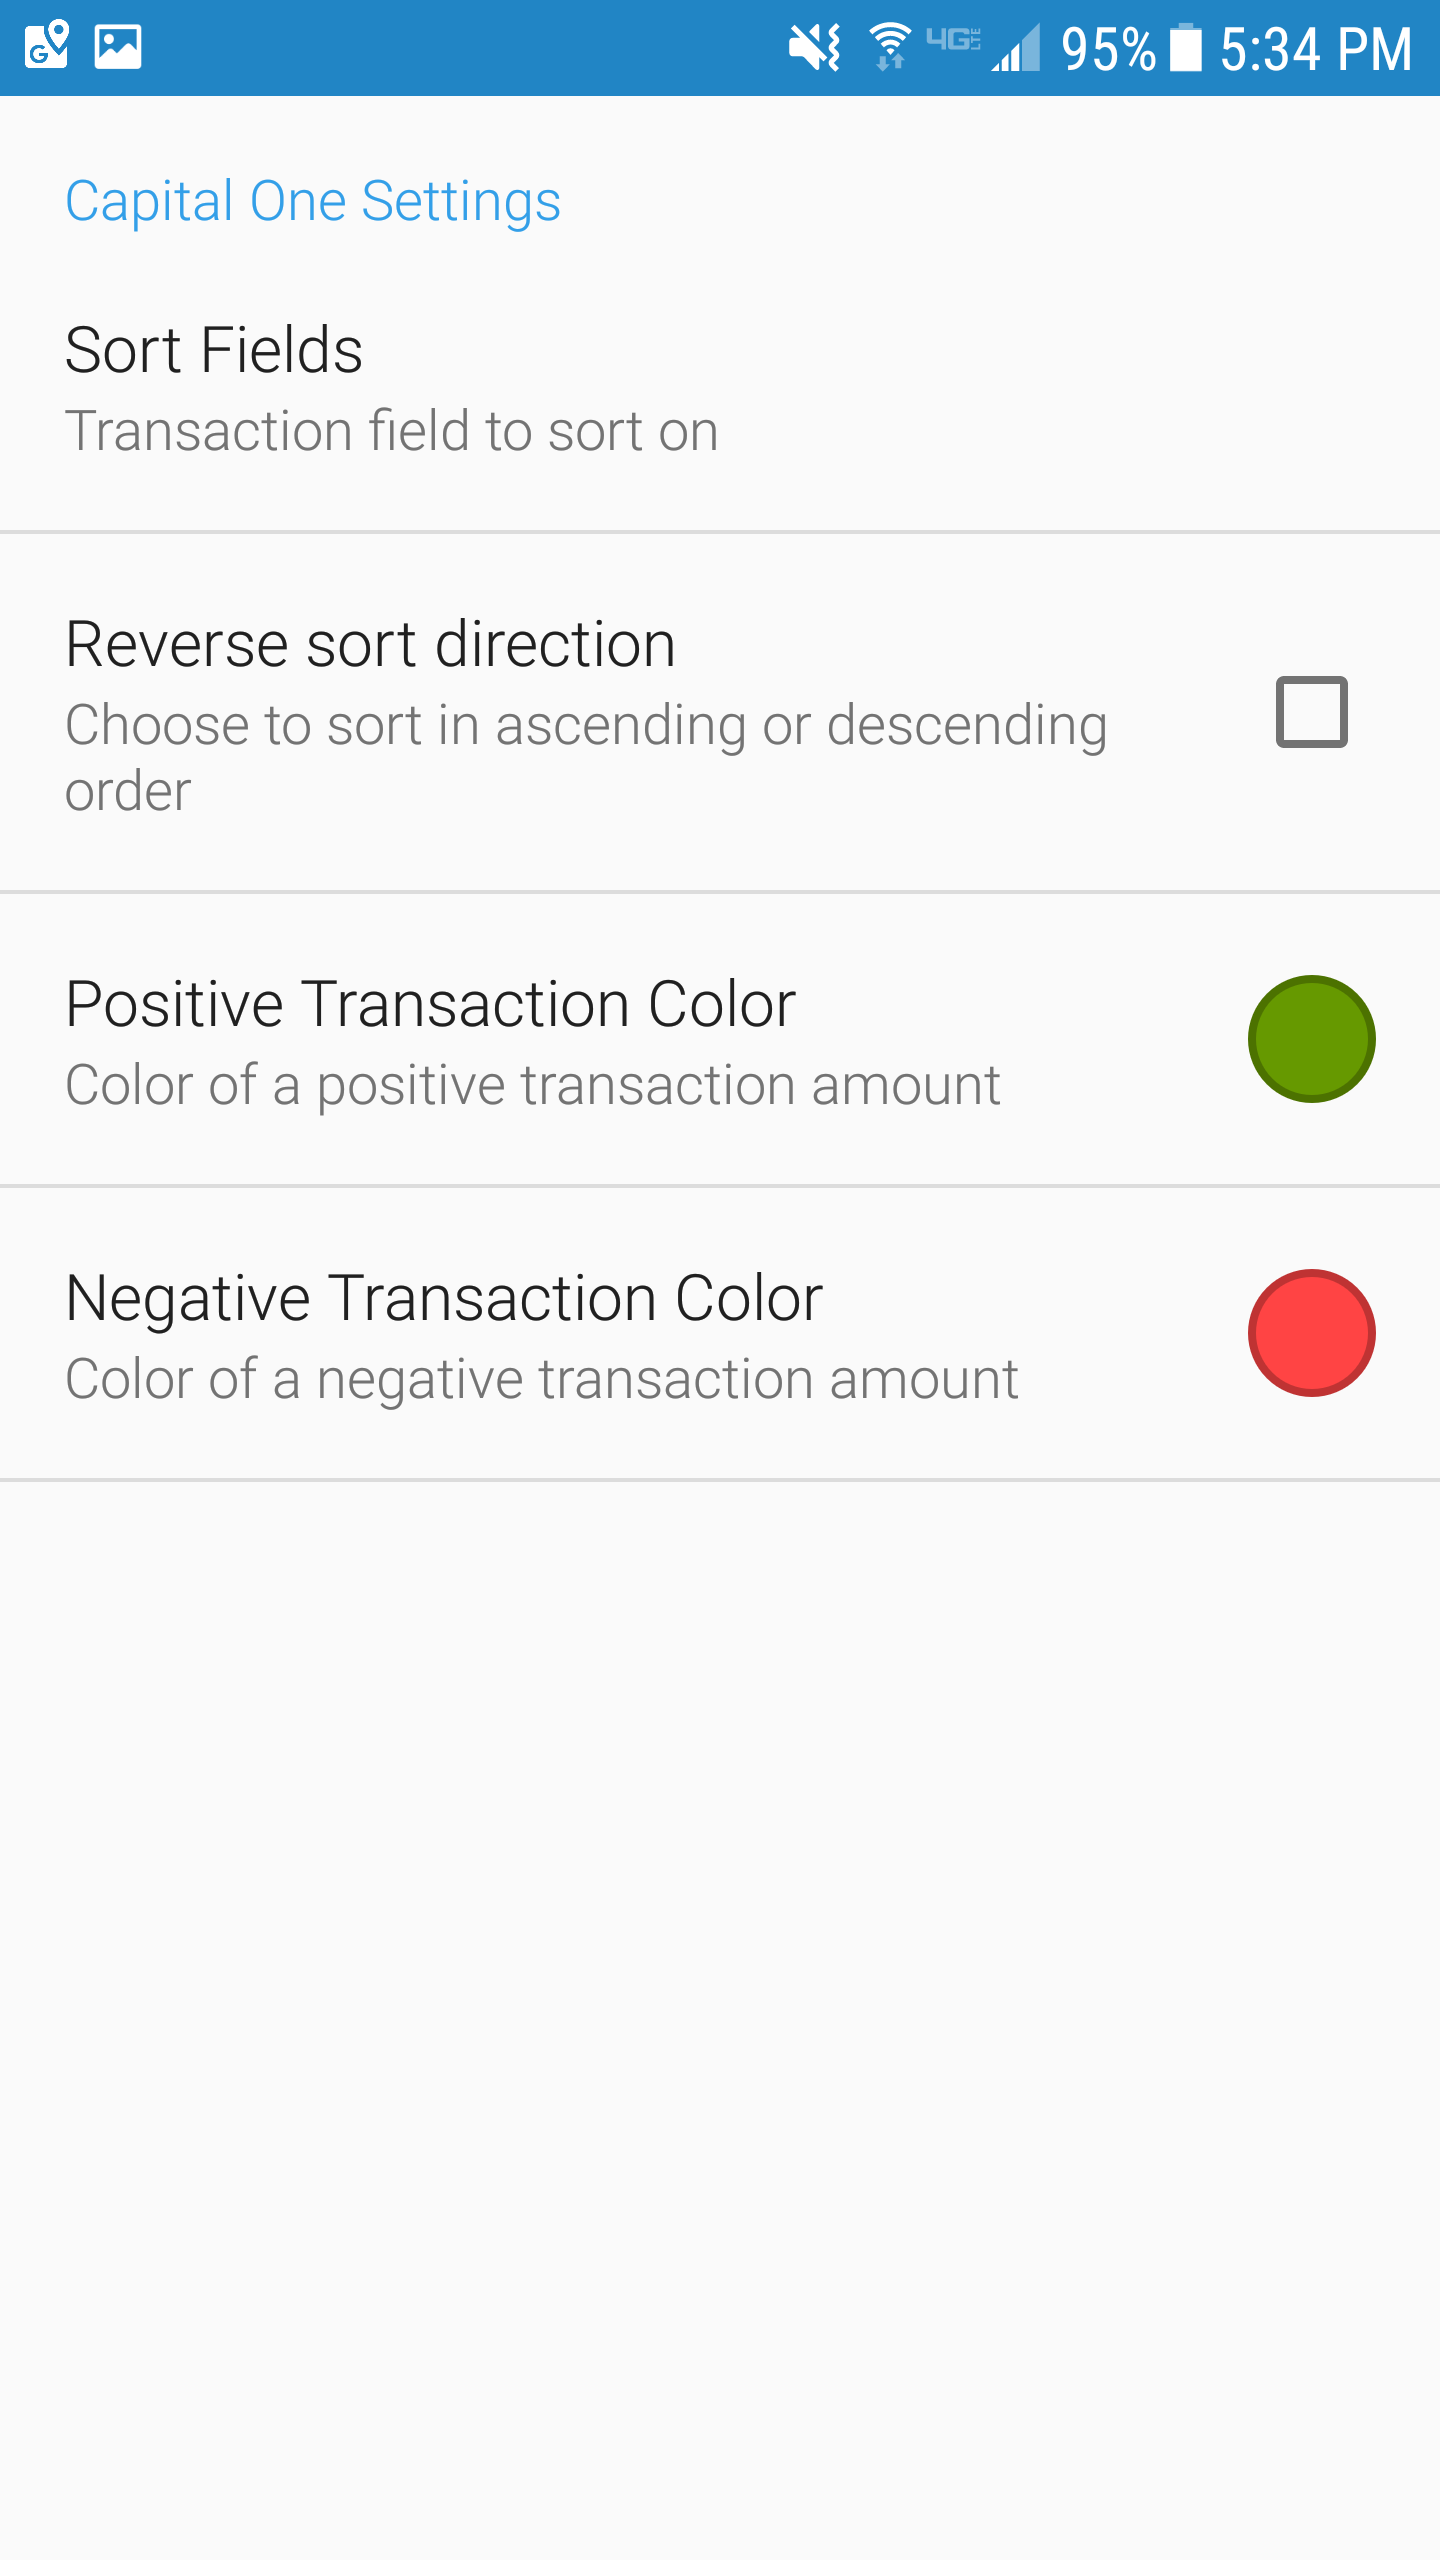 4G LTE 95% 5:34 PM
Capital One Settings
Sort Fields
Transaction field to sort on
Reverse sort direction
Choose to sort in ascending or descending
order
Positive Transaction Color
Color of a positive transaction amount
Negative Transaction Color
Color of a negative transaction amount